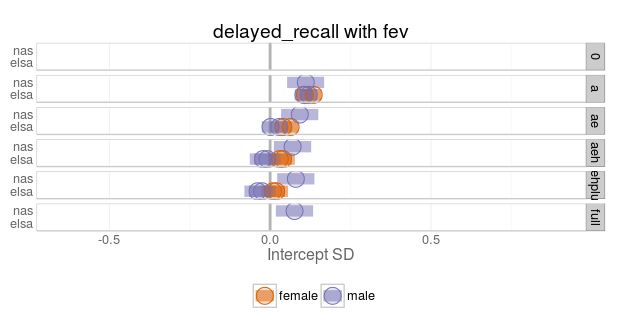 delayed_recall with fev
nas
elsa
0
nas
elsa
a
nas
elsa
ae
nas
elsa
aeh
nas
elsa
ehplu
nas
elsa
full
-0.5 0.0 0.5
Intercept SD
female male